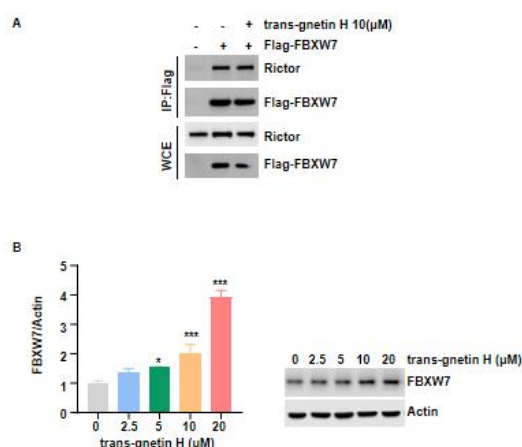 A
- - + trans-gnetin H 10(μM)
- + + Flag-FBXW7
IP:Flag
Rictor
Flag-FBXW7
WCE
Rictor
Flag-FBXW7
B
FBXW7/Actin
5
4
3
2
1
0
*
***
***
0 2.5 5 10 20
trans-gnetin H (μM)
0 2.5 5 10 20 trans-gnetin H (μM)
FBXW7
Actin